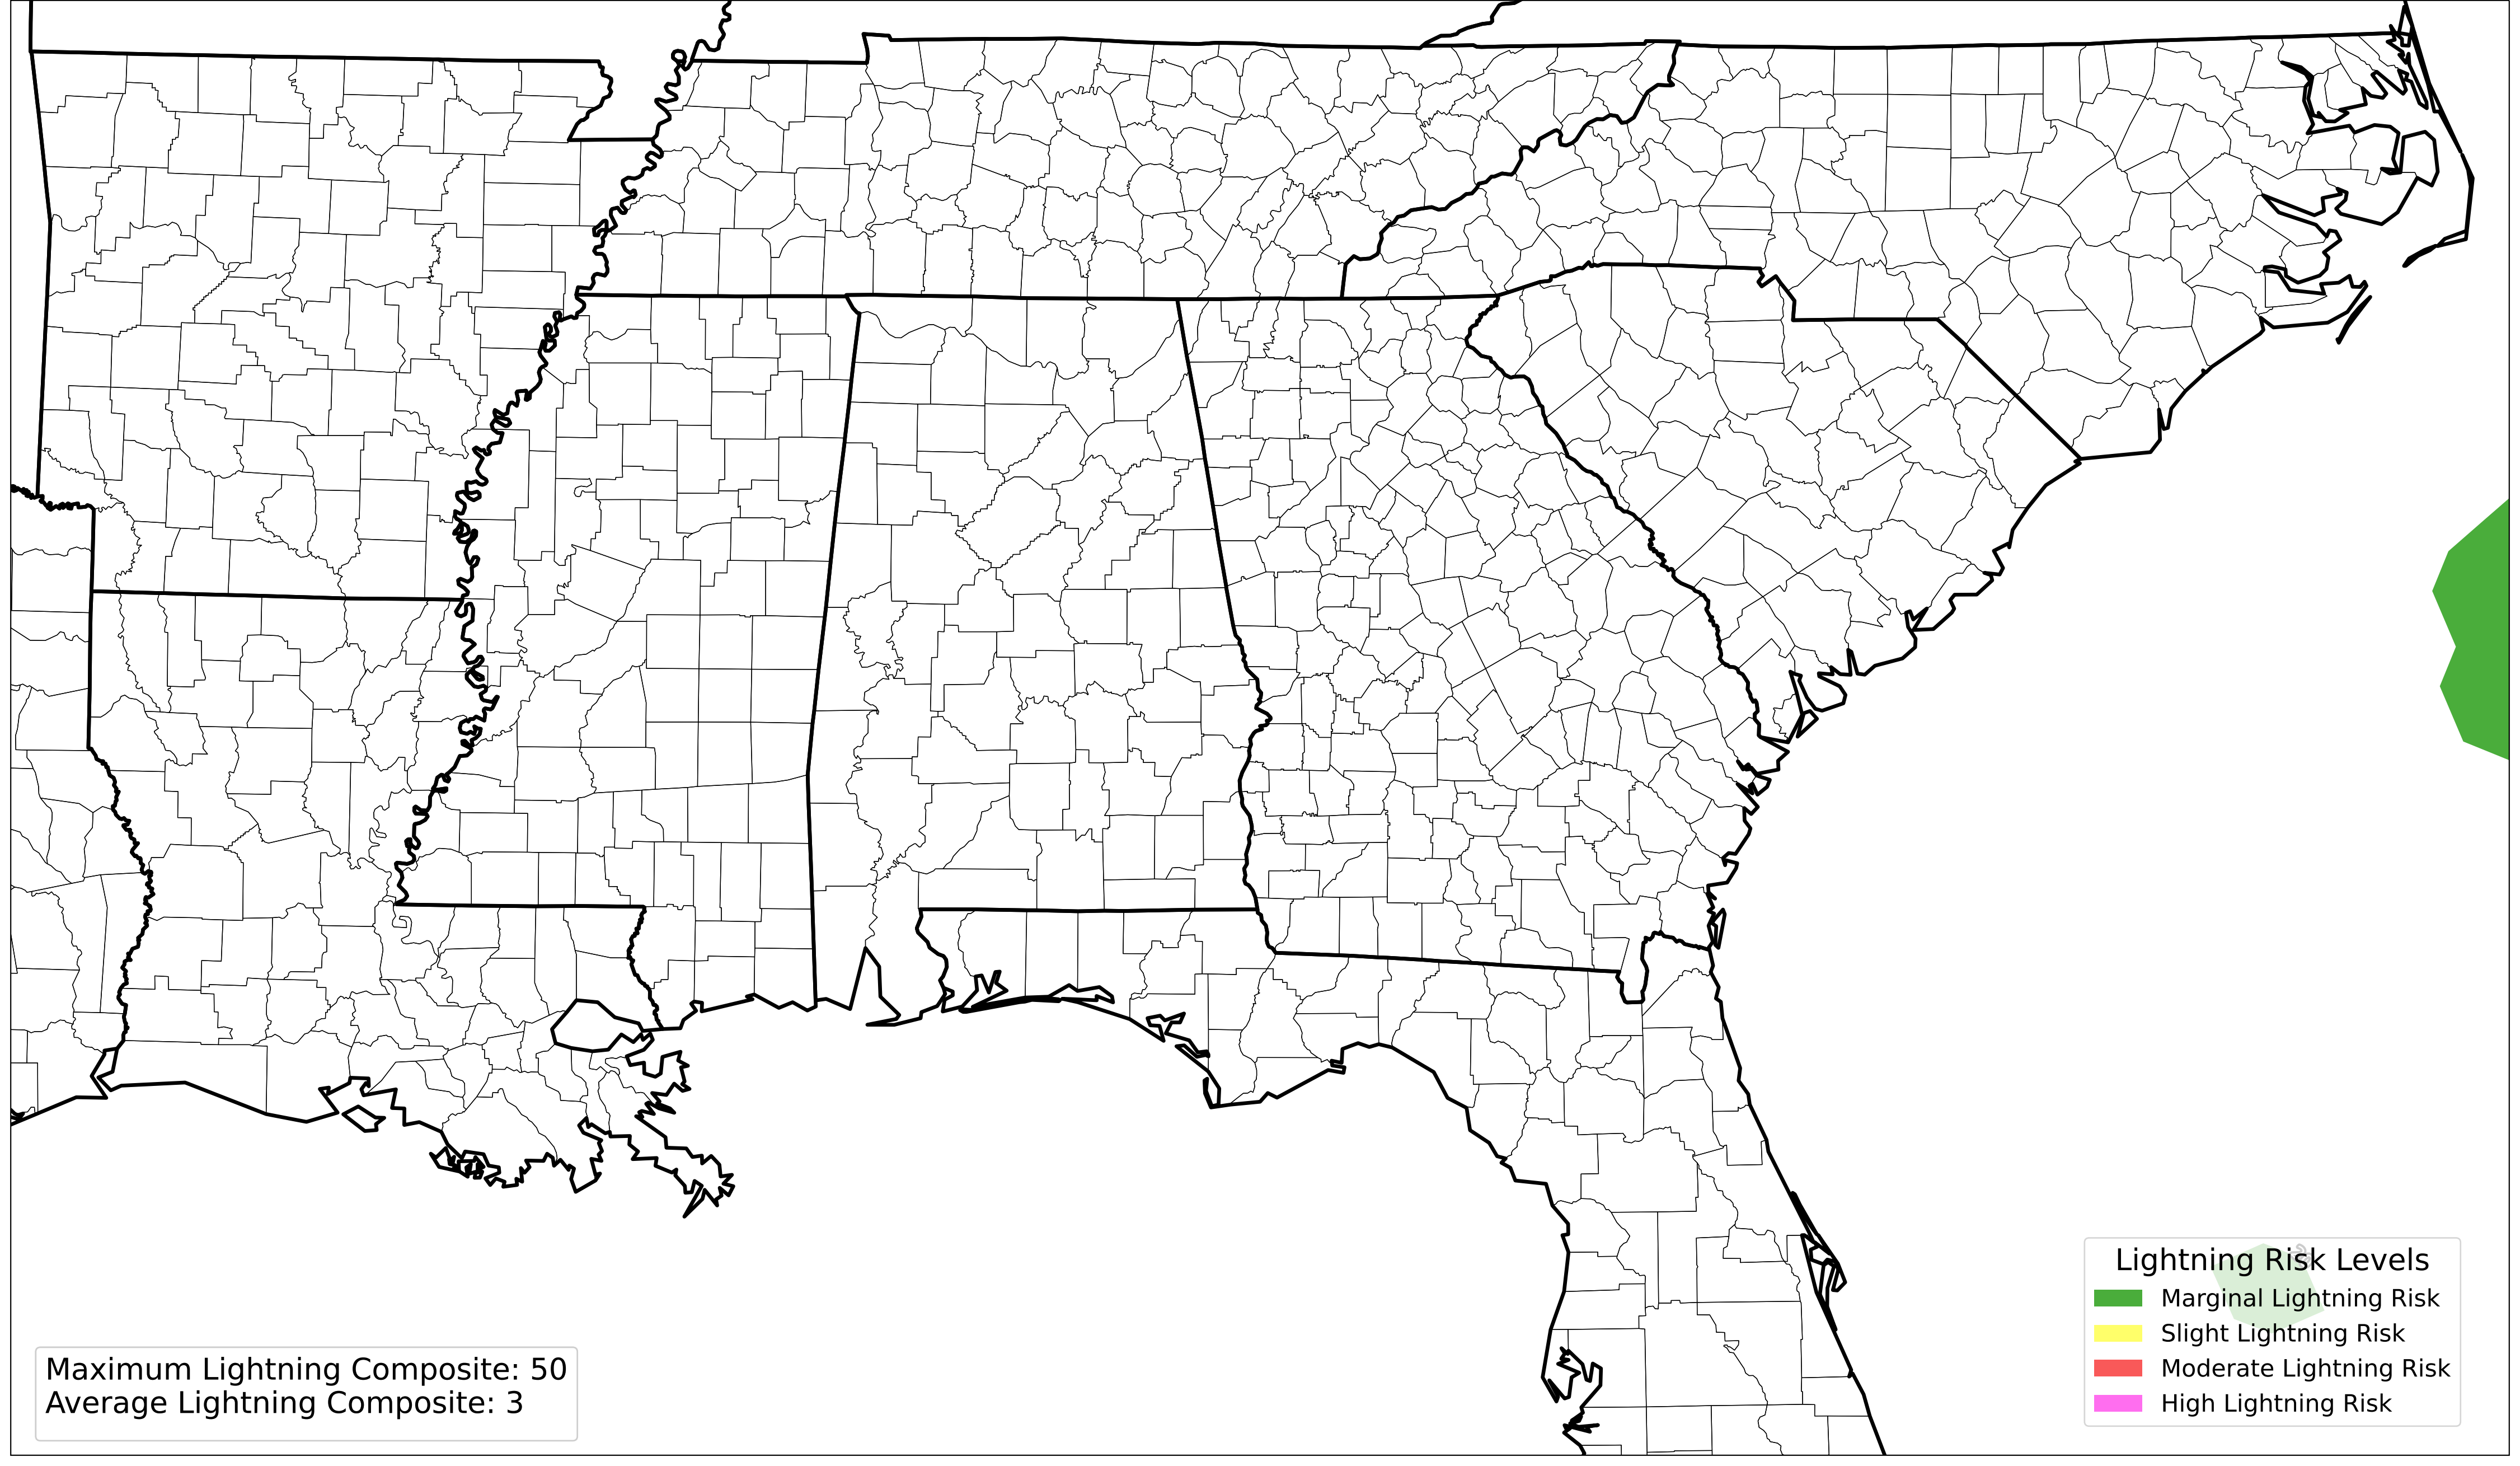 Lightning Risk Levels
Marginal Lightning Risk
Slight Lightning Risk
Moderate Lightning Risk
High Lightning Risk
Maximum Lightning Composite: 50
Average Lightning Composite: 3